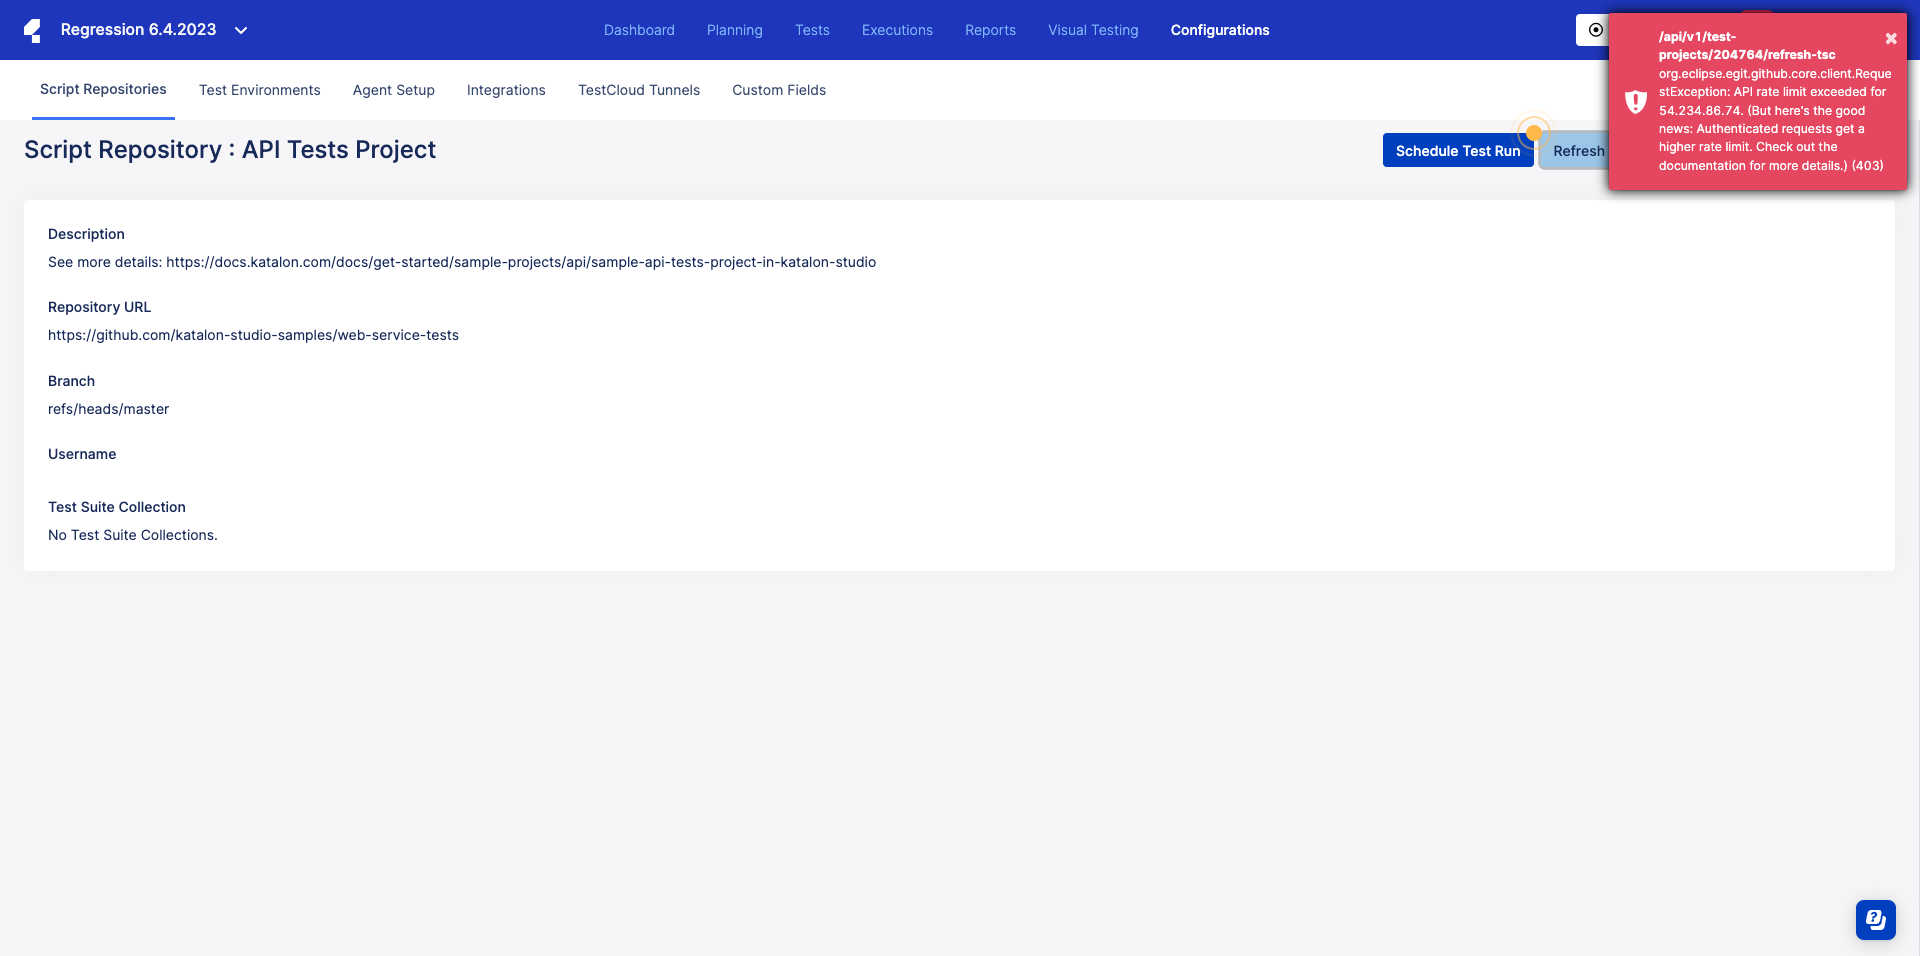 Regression 6.4.2023
Dashboard
Planning
Tests
Executions
Reports
Visual Testing
Configurations
/api/v1/test-
projects/204764/refresh-tsc
org.eclipse.egit.github.core.client.Reque
stException: API rate limit exceeded for
54.234.86.74. (But here's the good
news: Authenticated requests get a
higher rate limit. Check out the
documentation for more details.) (403)
Script Repositories
Test Environments
Agent Setup
Integrations
TestCloud Tunnels
Custom Fields
Script Repository : API Tests Project
Schedule Test Run
Refresh
Description
See more details: https://docs.katalon.com/docs/get-started/sample-projects/api/sample-api-tests-project-in-katalon-studio
Repository URL
https://github.com/katalon-studio-samples/web-service-tests
Branch
refs/heads/master
Username
Test Suite Collection
No Test Suite Collections.